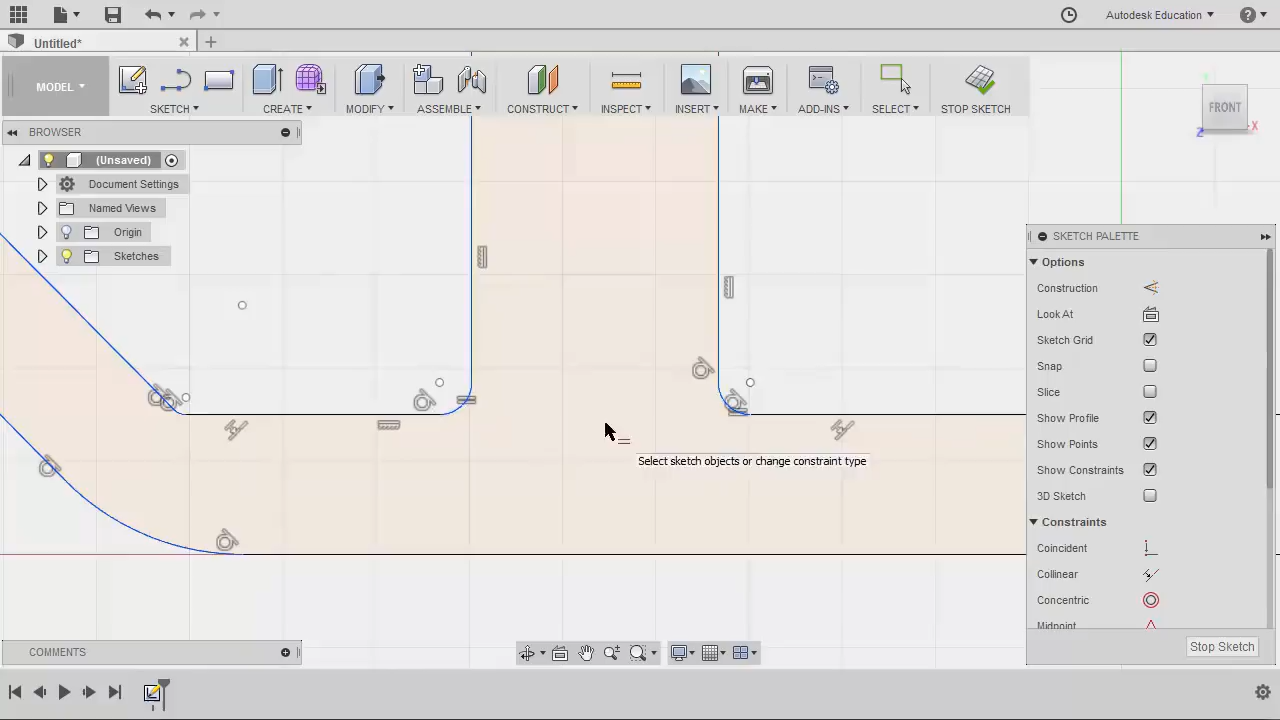 Autodesk Education
Untitled*
MODEL
SKETCH
CREATE
MODIFY
ASSEMBLE
CONSTRUCT
INSPECT
INSERT
MAKE
ADD-INS
SELECT
STOP SKETCH
FRONT
X
Z
BROWSER
(Unsaved)
Document Settings
Named Views
Origin
Sketches
SKETCH PALETTE
Options
Construction
Look At
Sketch Grid
Snap
Slice
Show Profile
Show Points
Show Constraints
3D Sketch
Constraints
Coincident
Collinear
Concentric
Midpoint
Select sketch objects or change constraint type
Stop Sketch
COMMENTS